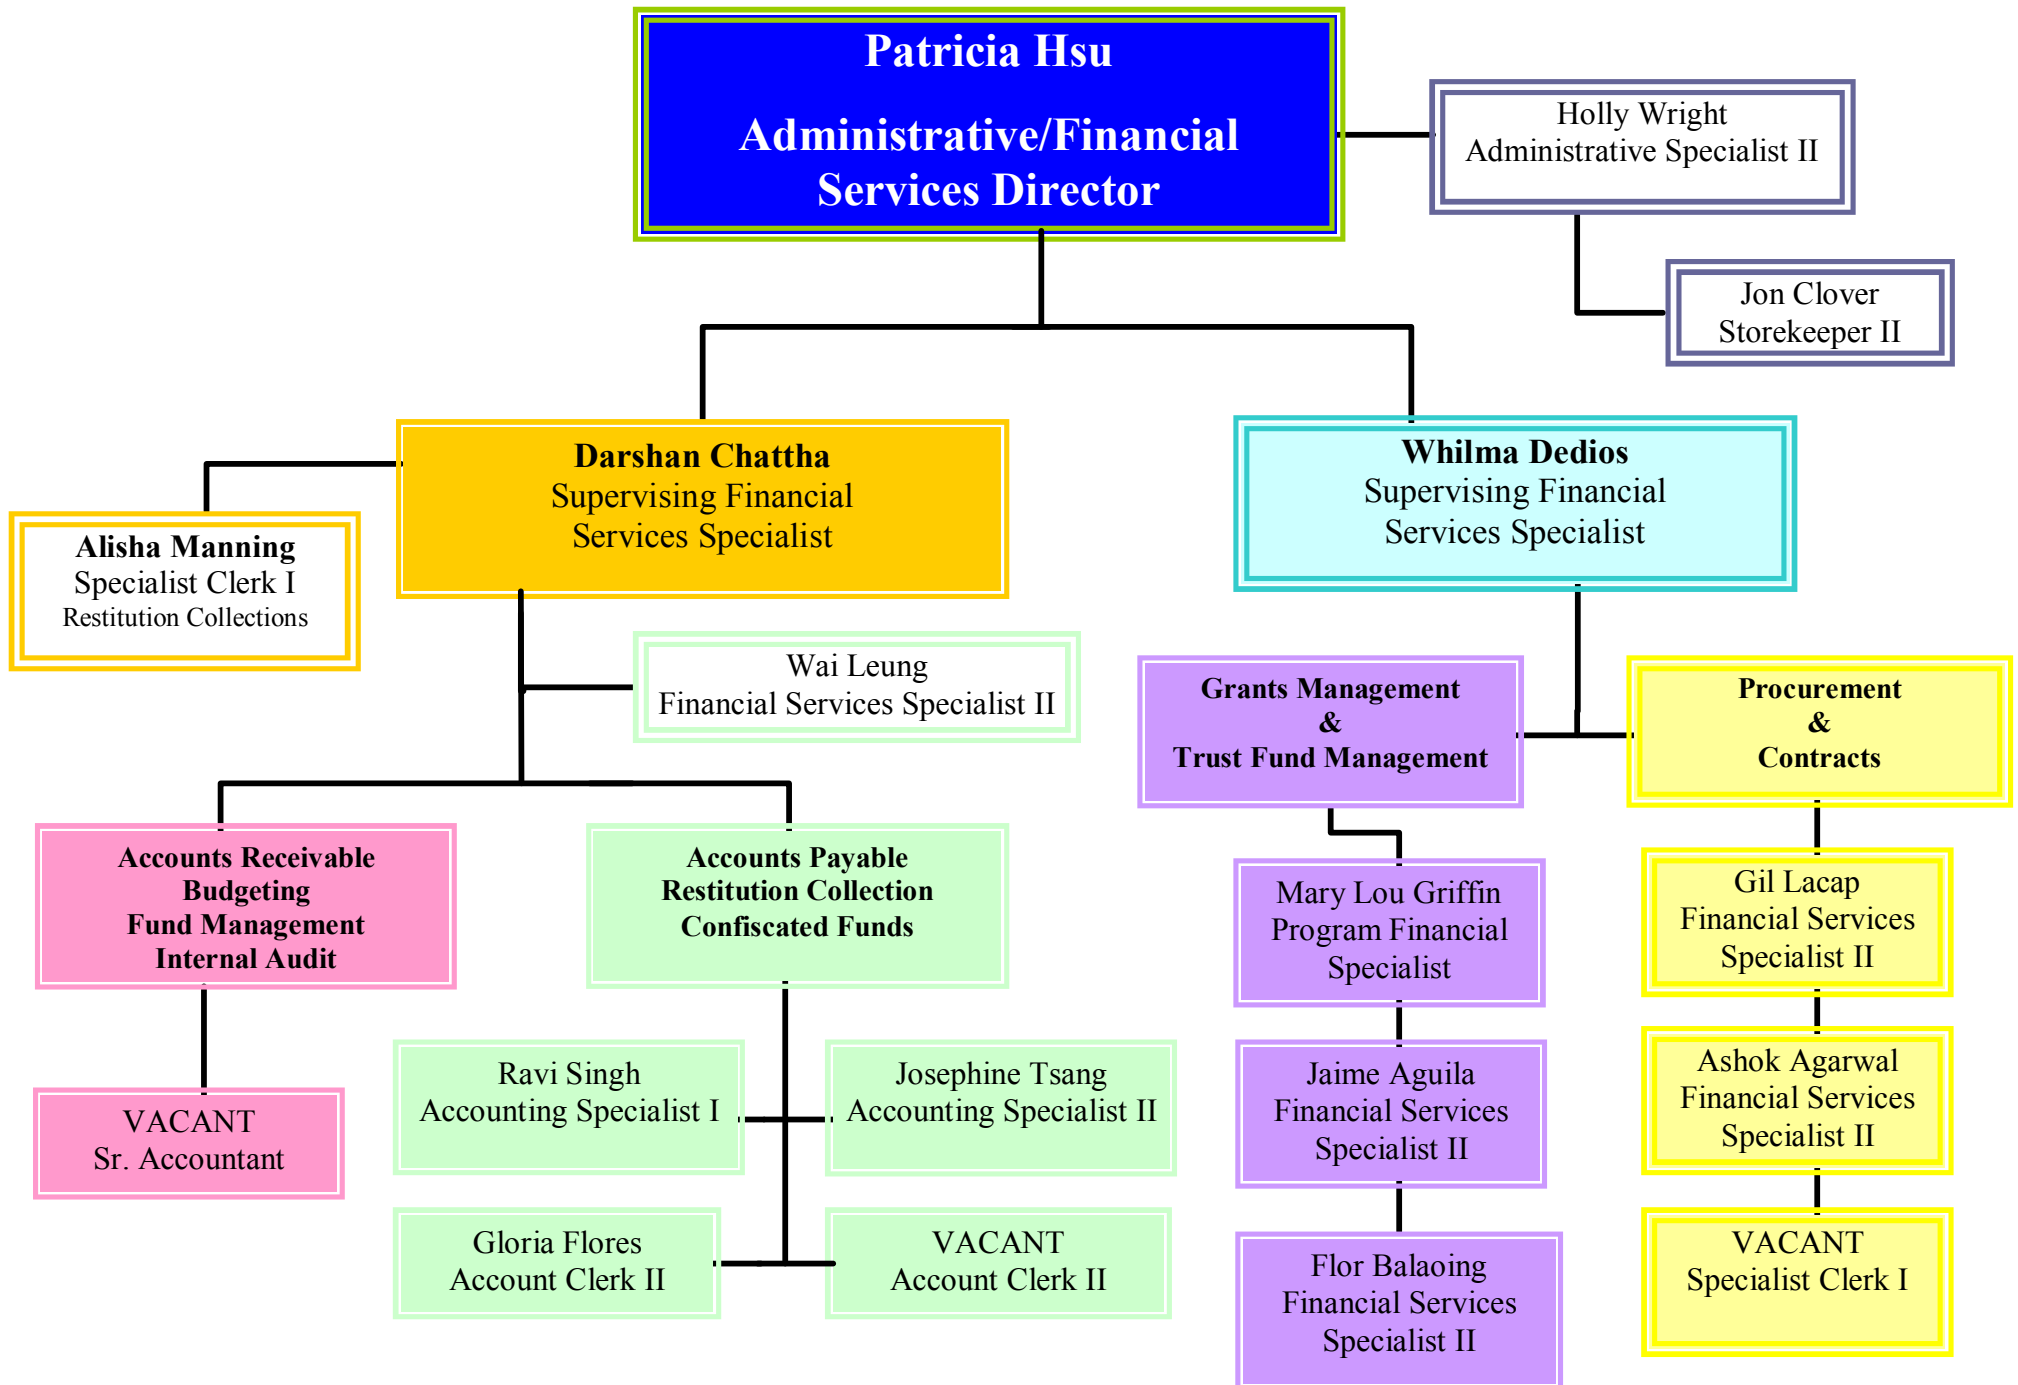 Patricia Hsu
Administrative/Financial
Services Director
Holly Wright
Administrative Specialist II
Jon Clover
Storekeeper II
Darshan Chattha
Supervising Financial
Services Specialist
Whilma Dedios
Supervising Financial
Services Specialist
Alisha Manning
Specialist Clerk I
Restitution Collections
Wai Leung
Financial Services Specialist II
Grants Management
&
Trust Fund Management
Procurement
&
Contracts
Accounts Receivable
Budgeting
Fund Management
Internal Audit
Accounts Payable
Restitution Collection
Confiscated Funds
Mary Lou Griffin
Program Financial
Specialist
Gil Lacap
Financial Services
Specialist II
Ravi Singh
Accounting Specialist I
Josephine Tsang
Accounting Specialist II
Jaime Aguila
Financial Services
Specialist II
Ashok Agarwal
Financial Services
Specialist II
VACANT
Sr. Accountant
Gloria Flores
Account Clerk II
VACANT
Account Clerk II
Flor Balaoing
Financial Services
Specialist II
VACANT
Specialist Clerk I